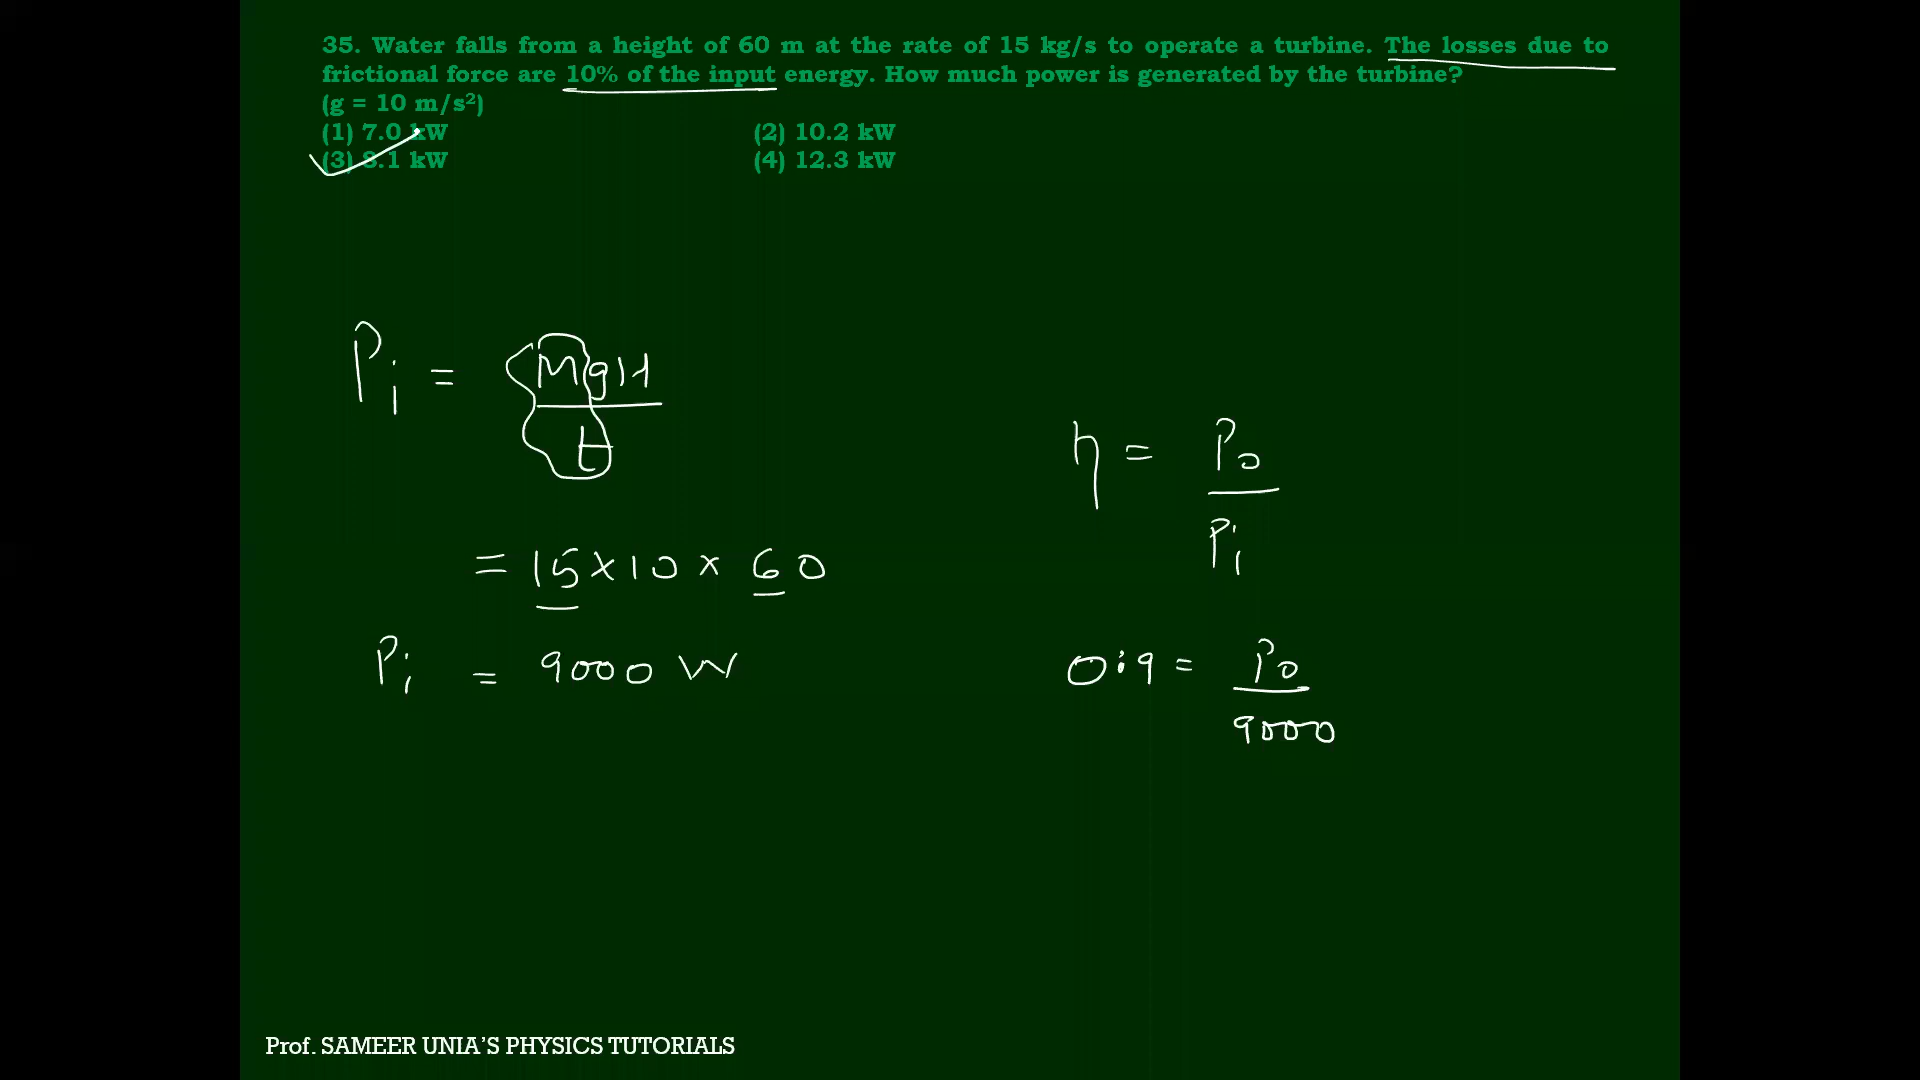 35. Water falls from a height of 60 m at the rate of 15 kg/s to operate a turbine. The losses due to
frictional force are 10% of the input energy. How much power is generated by the turbine?
(g = 10 m/s²)
(1) 7.0 kW (2) 10.2 kW
(3) 8.1 kW (4) 12.3 kW
Pi = MgH / t
η = Po / Pi
= 15 × 10 × 60
Pi = 9000 W
0.9 = Po / 9000
Prof. SAMEER UNIA'S PHYSICS TUTORIALS